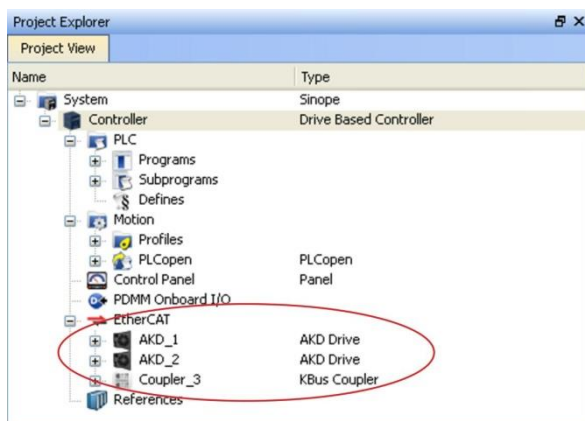 Project Explorer
Project View
Name Type
System Sinope
Controller Drive Based Controller
PLC
Programs
Subprograms
Defines
Motion
Profiles
PLCopen PLCopen
Control Panel Panel
PDMM Onboard I/O
EtherCAT
AKD_1 AKD Drive
AKD_2 AKD Drive
Coupler_3 KBus Coupler
References